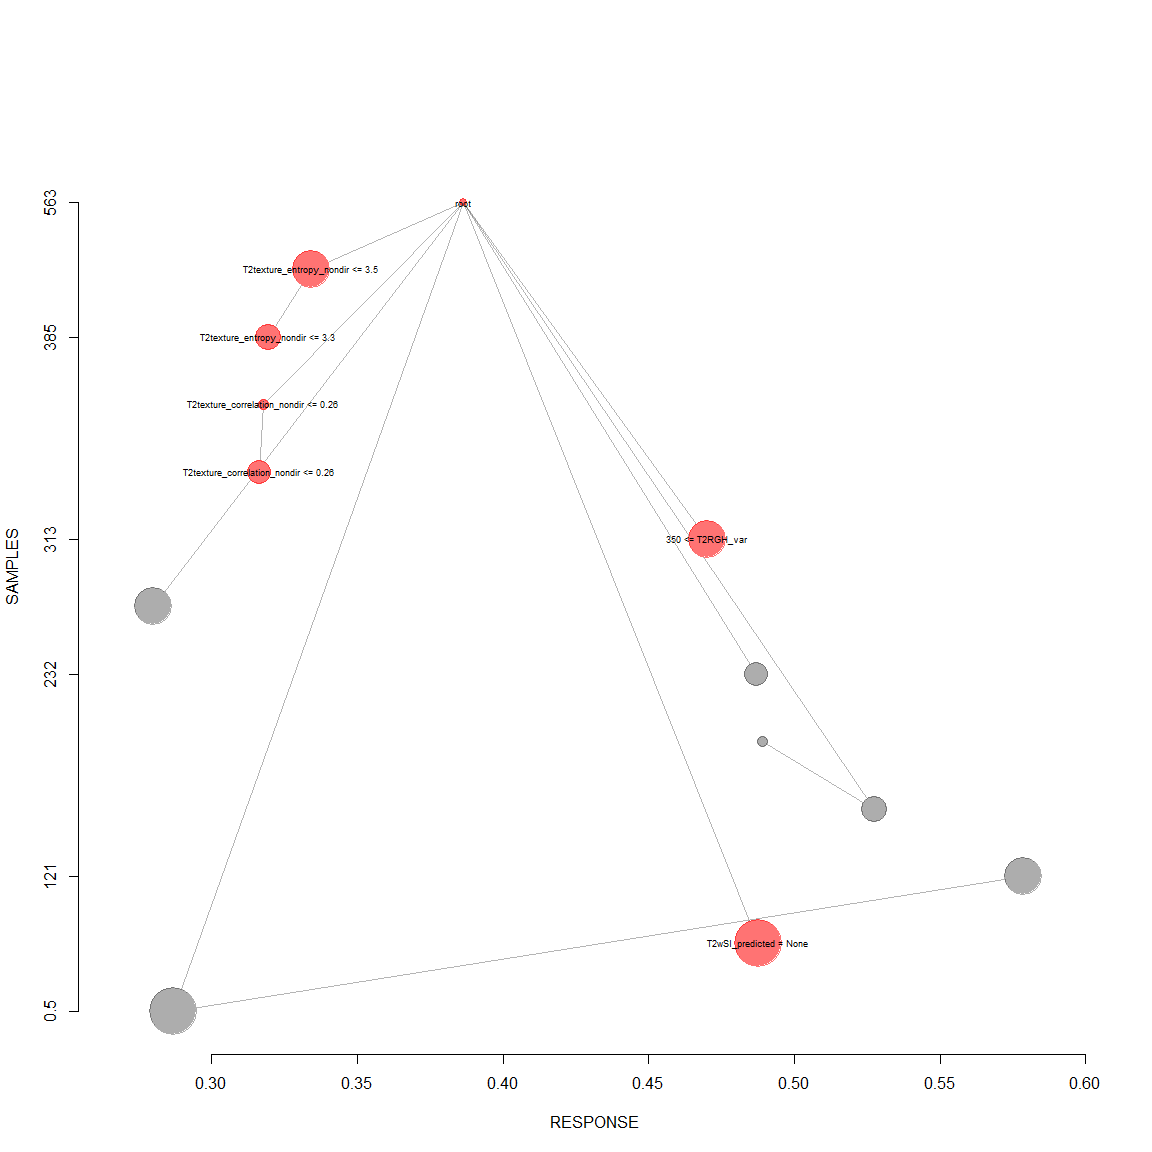 563
root
T2texture_entropy_nondir <= 3.5
385
T2texture_entropy_nondir <= 3.3
T2texture_correlation_nondir <= 0.26
T2texture_correlation_nondir <= 0.26
313
350 <= T2RGH_var
SAMPLES
232
121
T2wSI_predicted = None
0.5
0.30 0.35 0.40 0.45 0.50 0.55 0.60
RESPONSE